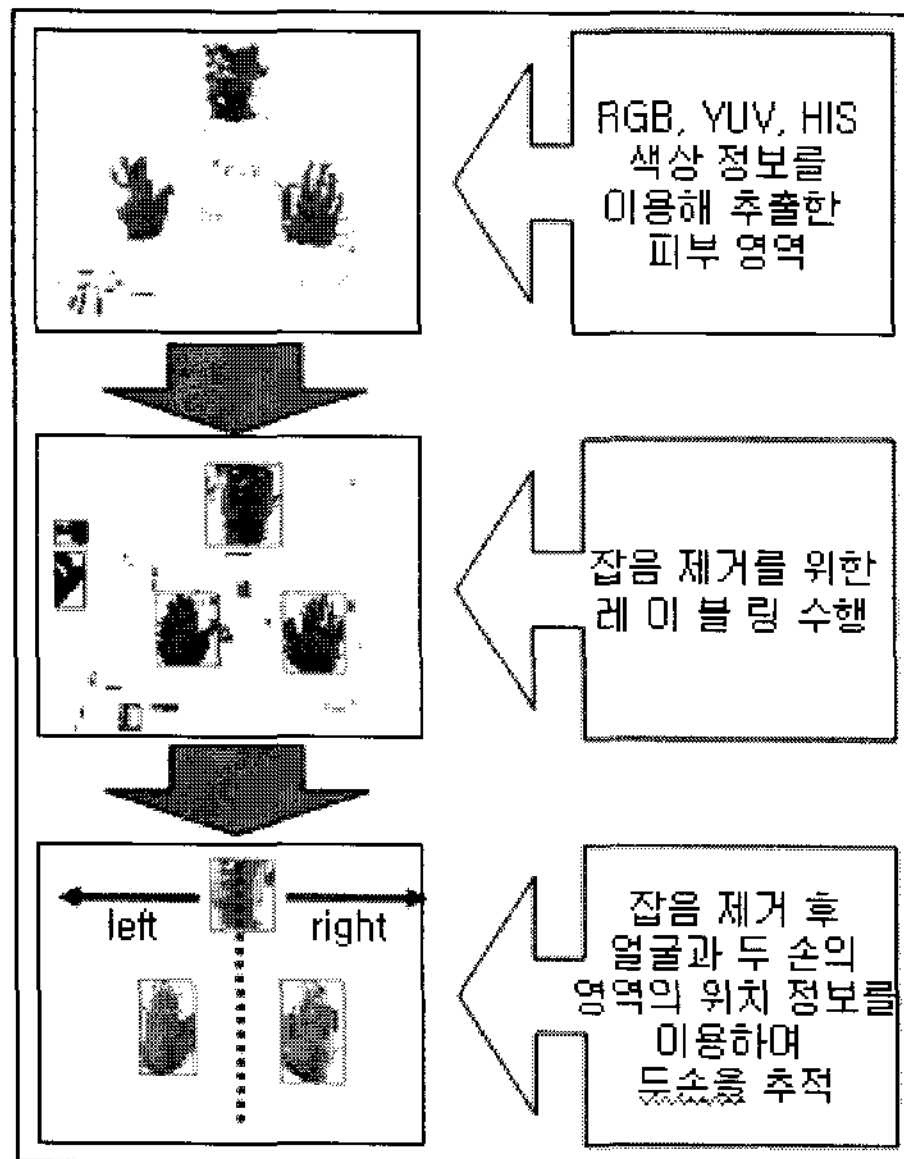 RGB, YUV, HIS
색상 정보를
이용해 추출한
피부 영역
잡음 제거를 위한
레 이 블 링 수행
left
right
잡음 제거 후
얼굴과 두 손의
영역의 위치 정보를
이용하며
두손을 추적